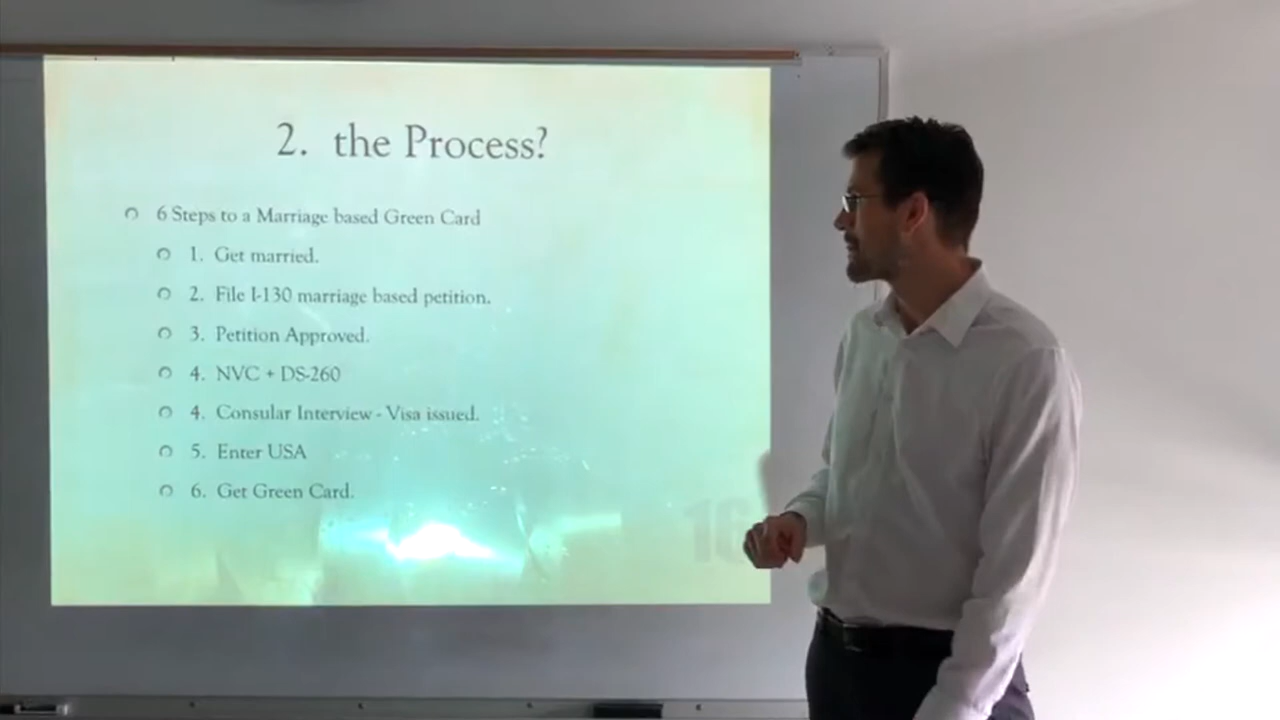 2. the Process?
6 Steps to a Marriage based Green Card
1. Get married.
2. File I-130 marriage based petition.
3. Petition Approved.
4. NVC + DS-260
4. Consular Interview - Visa issued.
5. Enter USA
6. Get Green Card.
16